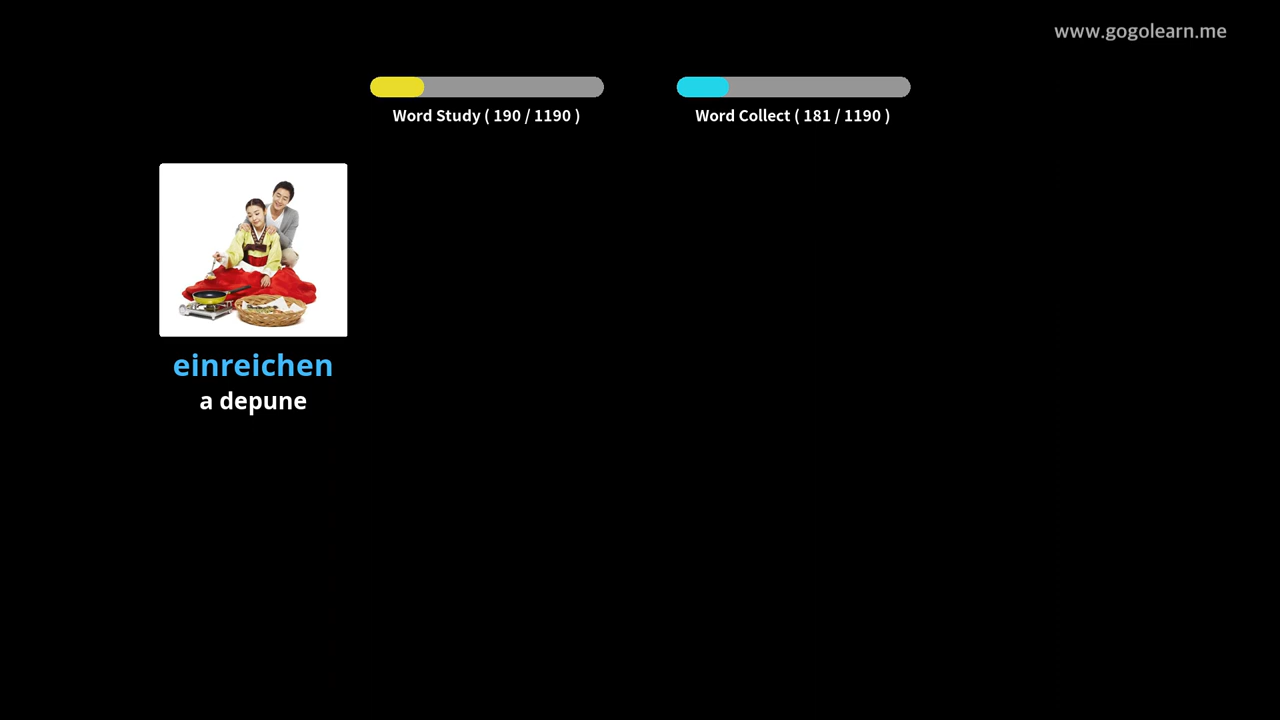 www.gogolearn.me
Word Study ( 190 / 1190 )
Word Collect ( 181 / 1190 )
einreichen
a depune